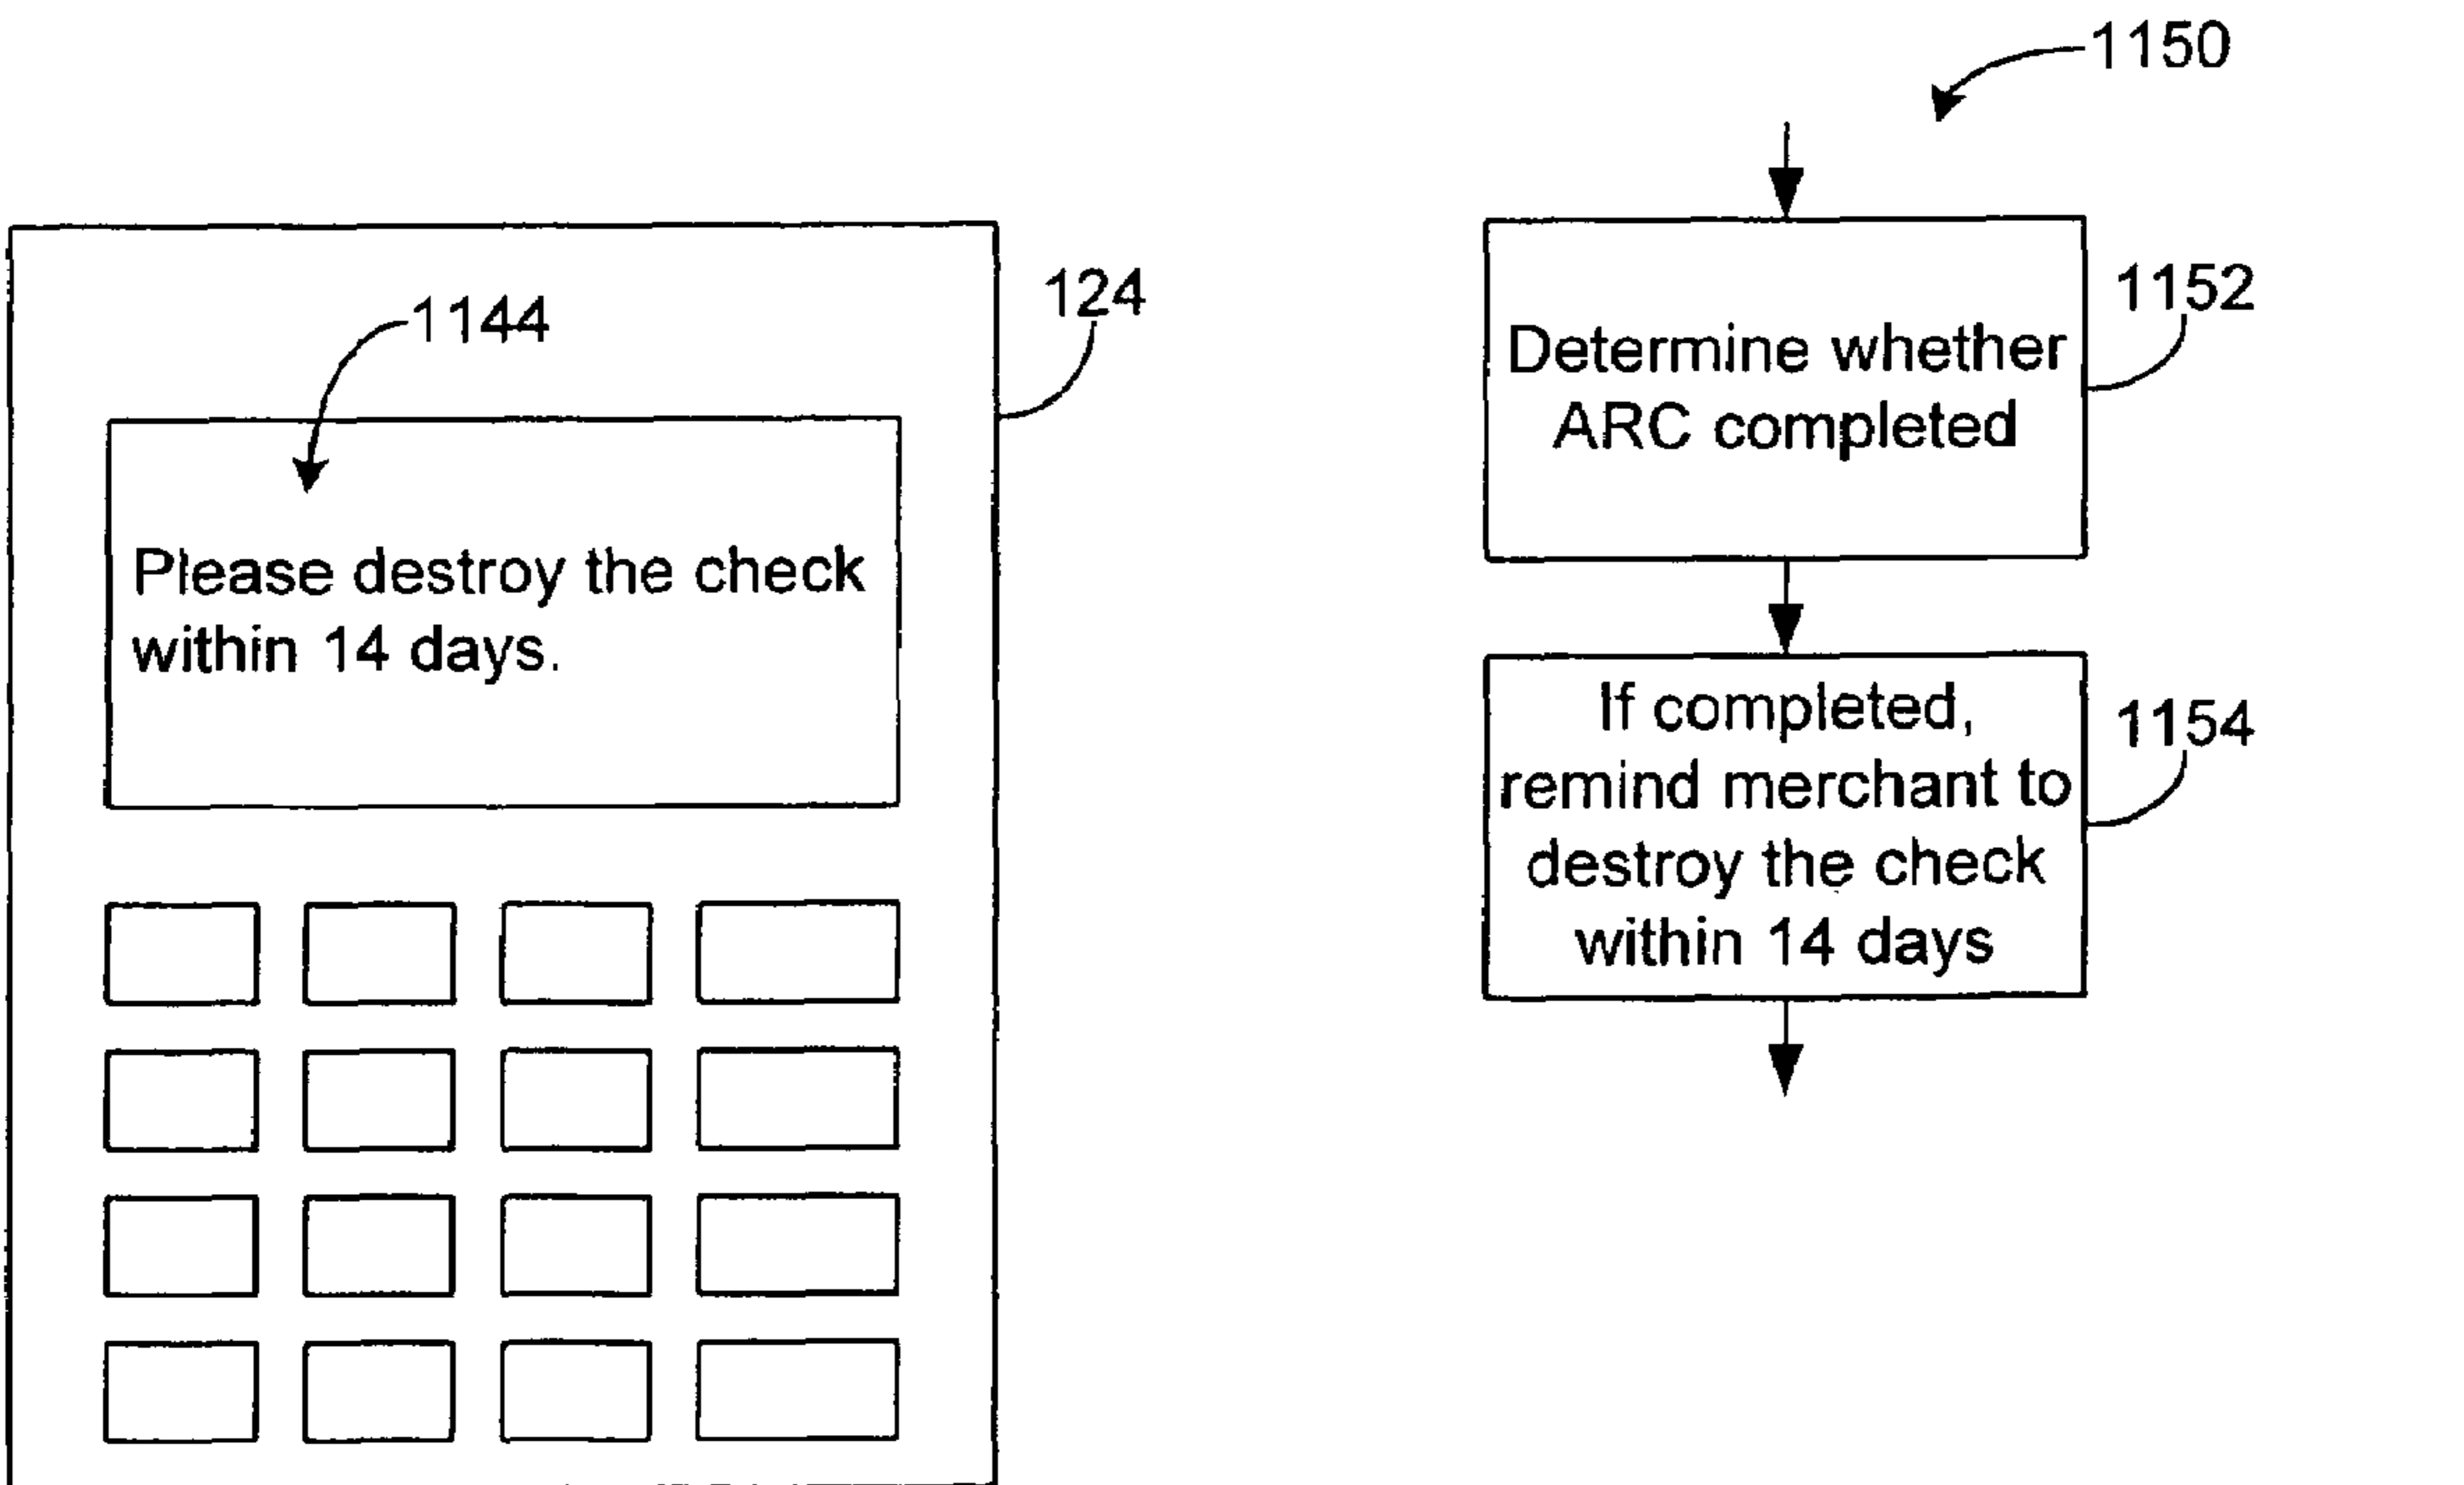 1144
124
Please destroy the check
within 14 days.
1150
1152
Determine whether
ARC completed
1154
If completed,
remind merchant to
destroy the check
within 14 days